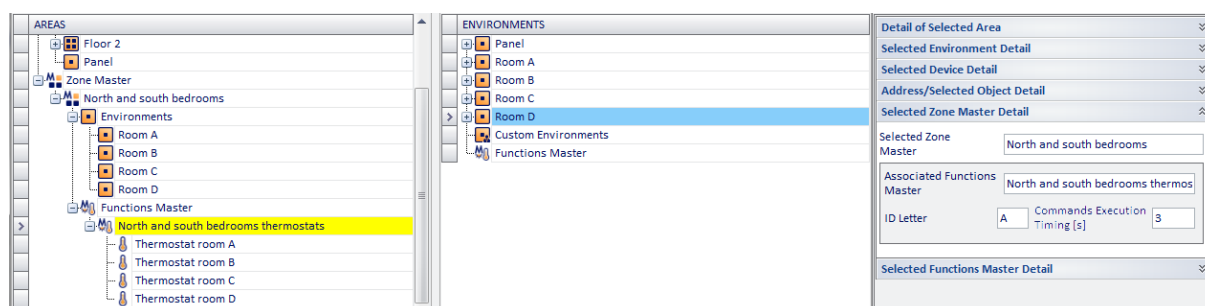 AREAS
Floor 2
Panel
Zone Master
North and south bedrooms
Environments
Room A
Room B
Room C
Room D
Functions Master
North and south bedrooms thermostats
Thermostat room A
Thermostat room B
Thermostat room C
Thermostat room D
ENVIRONMENTS
Panel
Room A
Room B
Room C
Room D
Custom Environments
Functions Master
Detail of Selected Area
Selected Environment Detail
Selected Device Detail
Address/Selected Object Detail
Selected Zone Master Detail
Selected Zone
Master
North and south bedrooms
Associated Functions
Master
North and south bedrooms thermos
ID Letter
A
Commands Execution
Timing [s]
3
Selected Functions Master Detail